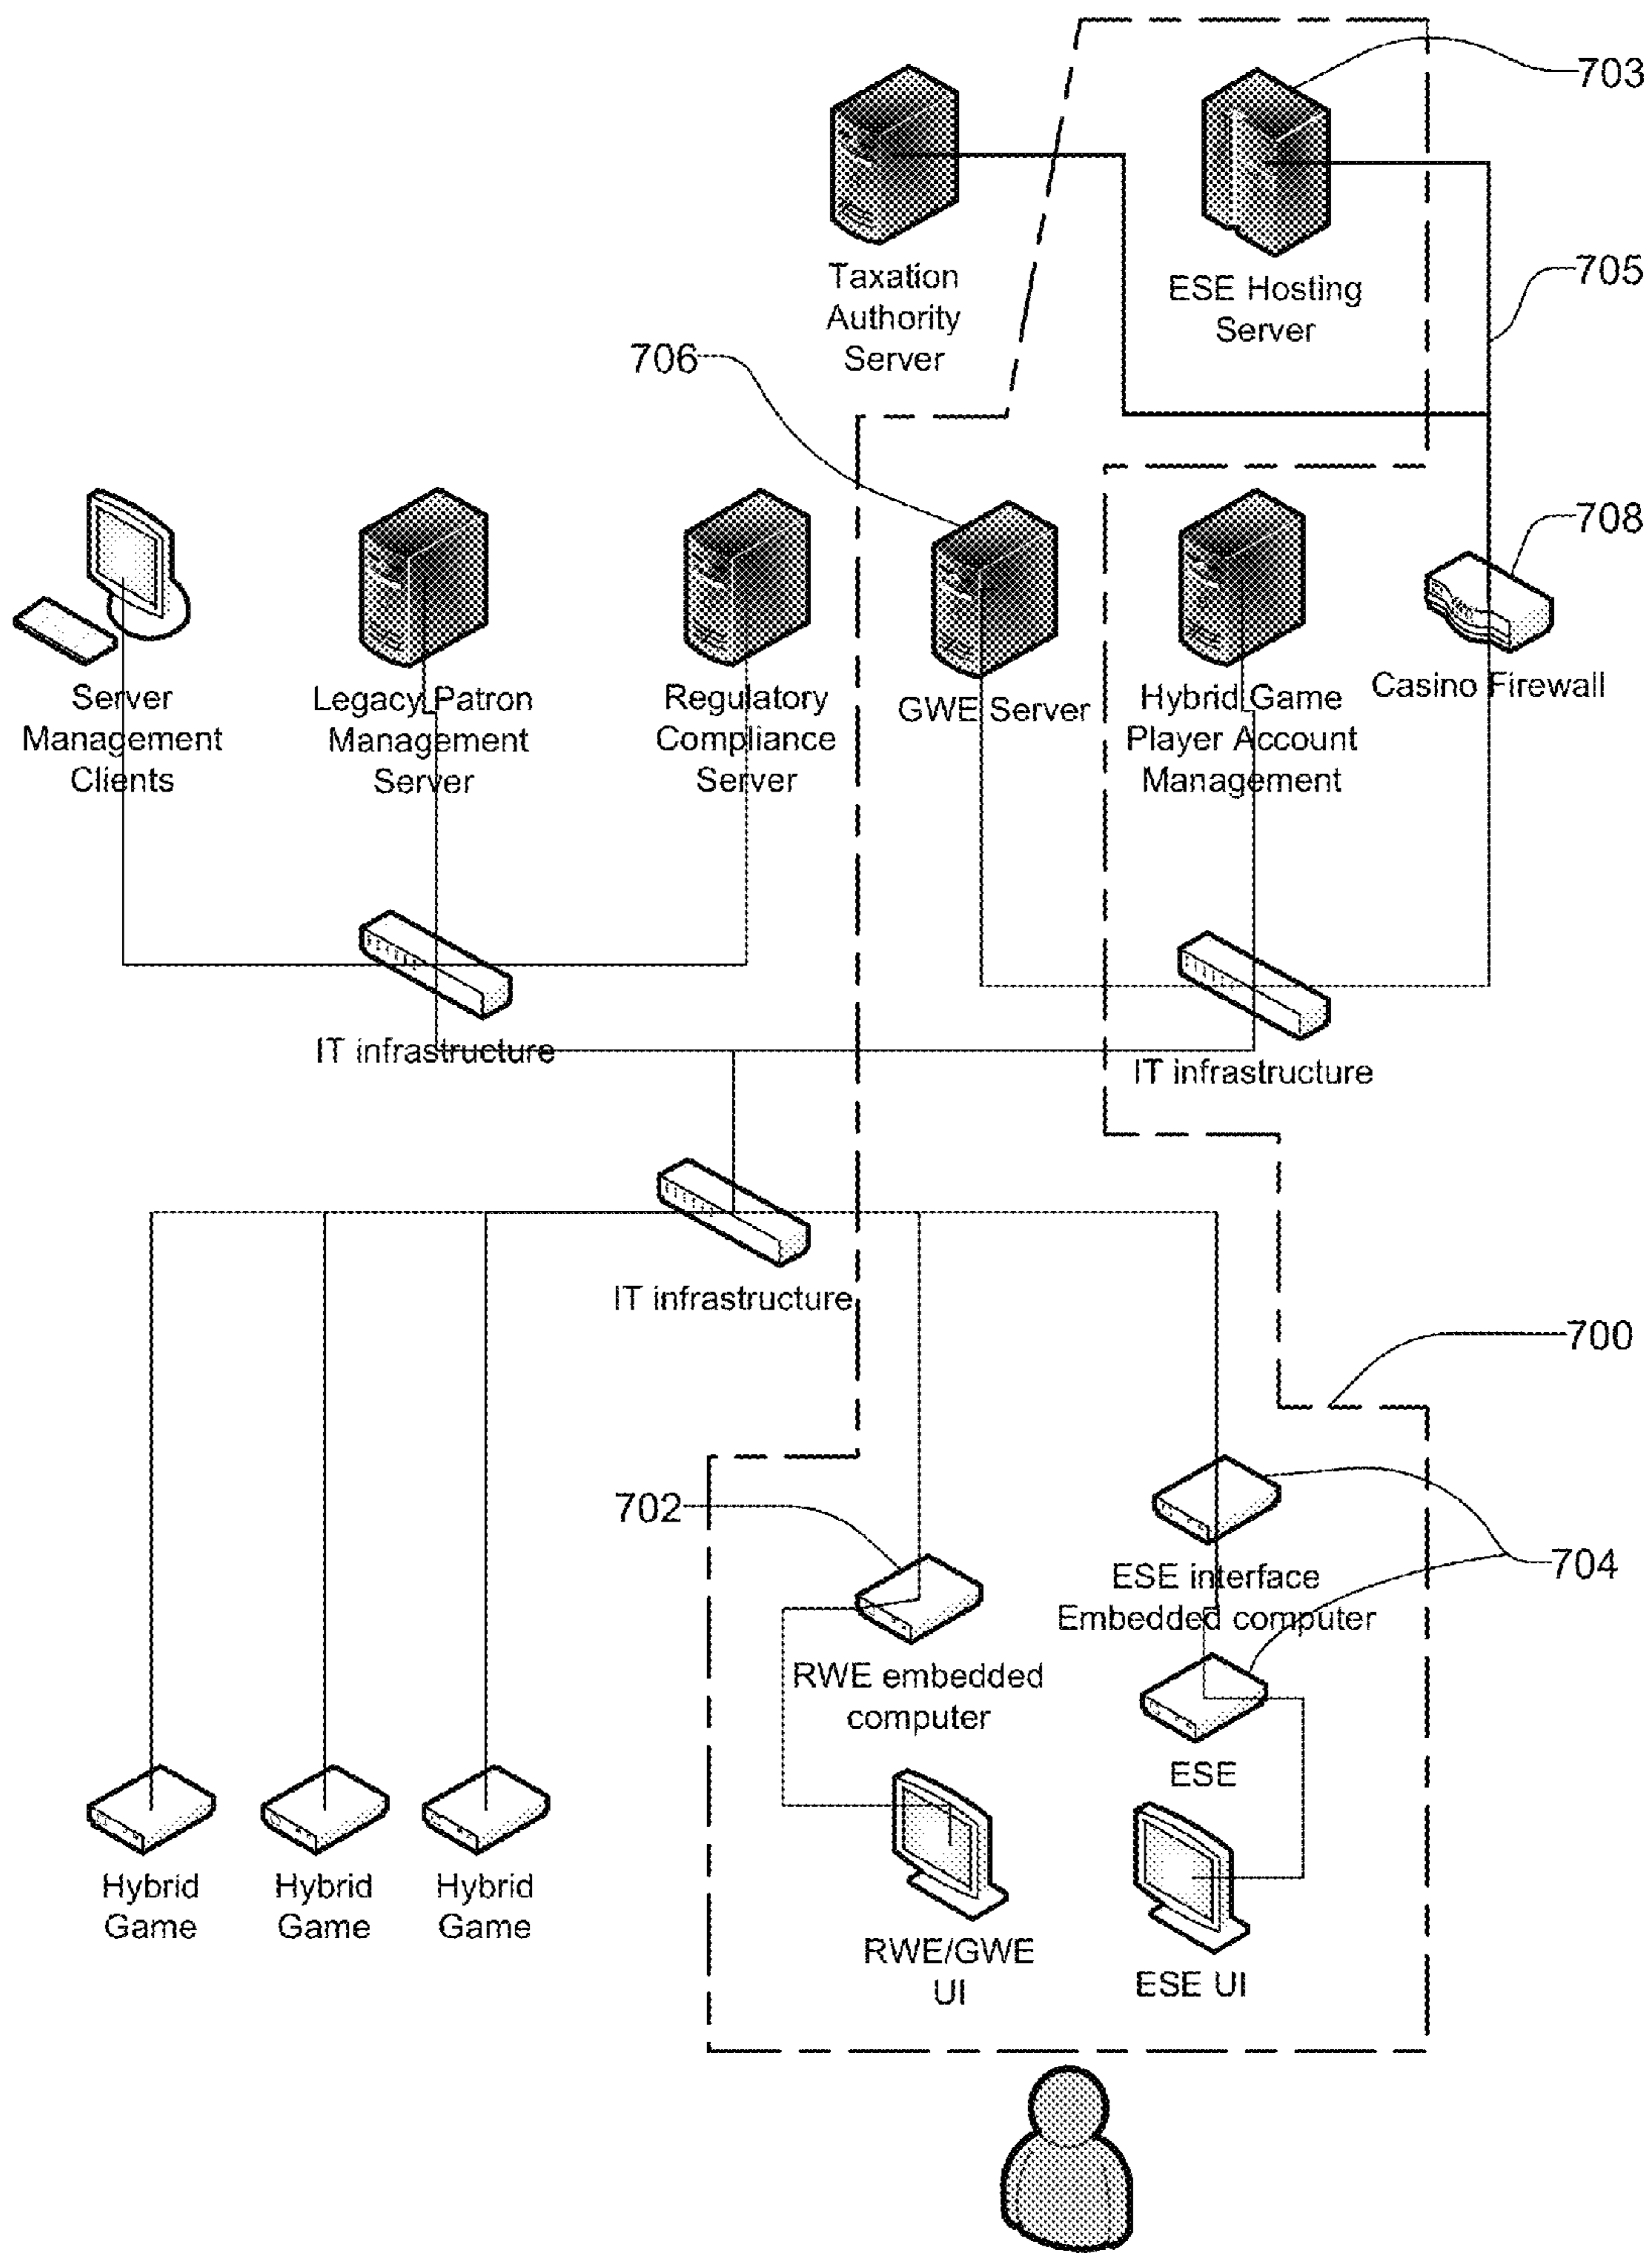 703
Taxation
Authority
Server
ESE Hosting
Server
705
706
708
Server
Management
Clients
Legacy Patron
Management
Server
Regulatory
Compliance
Server
GWE Server
Hybrid Game
Player Account
Management
Casino Firewall
IT infrastructure
IT infrastructure
IT infrastructure
700
702
704
ESE interface
Embedded computer
RWE embedded
computer
ESE
Hybrid
Game
Hybrid
Game
Hybrid
Game
RWE/GWE
UI
ESE UI